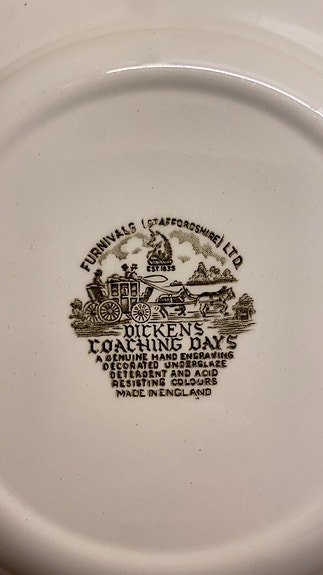 FURNIVALS (STAFFORDSHIRE) LTD.
EST 1835
DICKENS
COACHING DAYS
A GENUINE HAND ENGRAVING
DECORATED UNDERGLAZE
DETERGENT AND ACID
RESISTING COLOURS
MADE IN ENGLAND